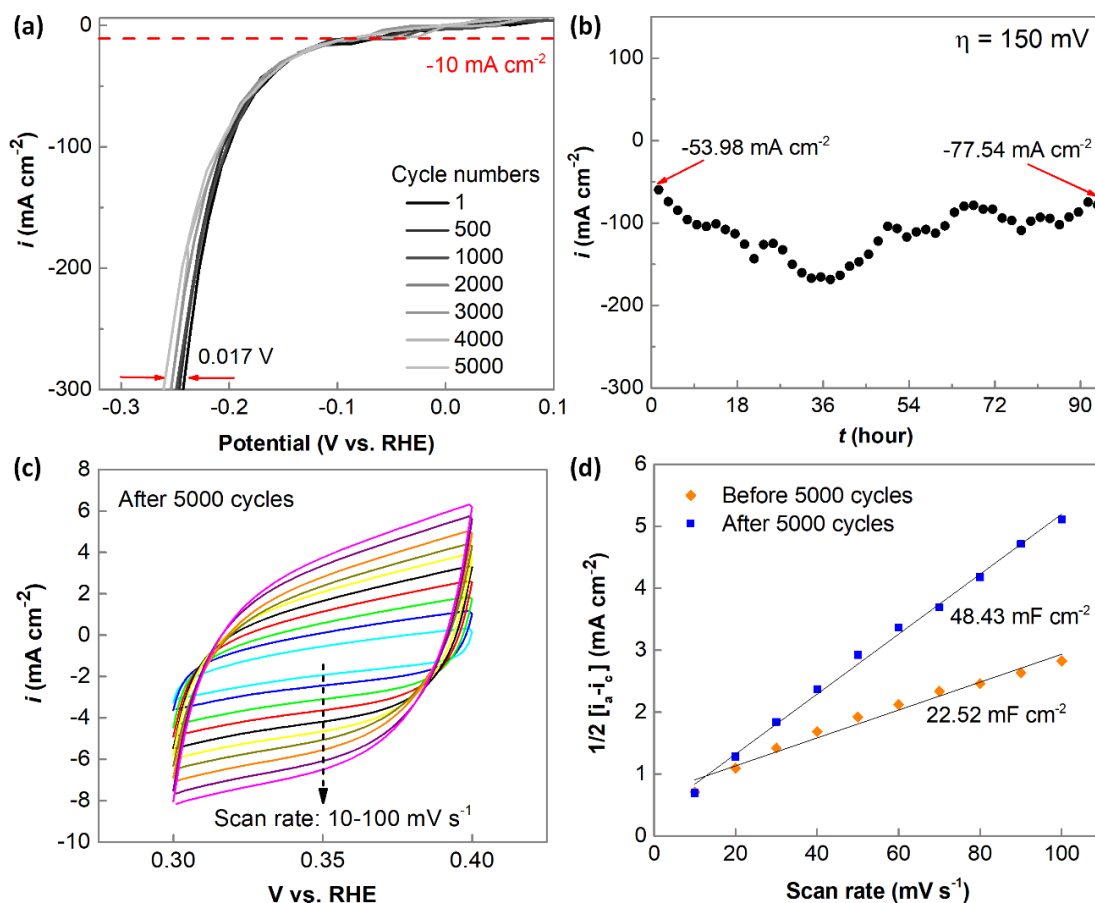 (a)
0
-100
-200
-300
i (mA cm⁻²)
-10 mA cm⁻²
Cycle numbers
1
500
1000
2000
3000
4000
5000
0.017 V
-0.3 -0.2 -0.1 0.0 0.1
Potential (V vs. RHE)
(b)
η = 150 mV
100
0
-100
-200
-300
i (mA cm⁻²)
-53.98 mA cm⁻²
-77.54 mA cm⁻²
0 18 36 54 72 90
t (hour)
(c)
After 5000 cycles
8
6
4
2
0
-2
-4
-6
-8
-10
i (mA cm⁻²)
Scan rate: 10-100 mV s⁻¹
0.30 0.35 0.40
V vs. RHE
(d)
6
5
4
3
2
1
0
1/2 [iₐ-i꜀] (mA cm⁻²)
Before 5000 cycles
After 5000 cycles
48.43 mF cm⁻²
22.52 mF cm⁻²
0 20 40 60 80 100
Scan rate (mV s⁻¹)